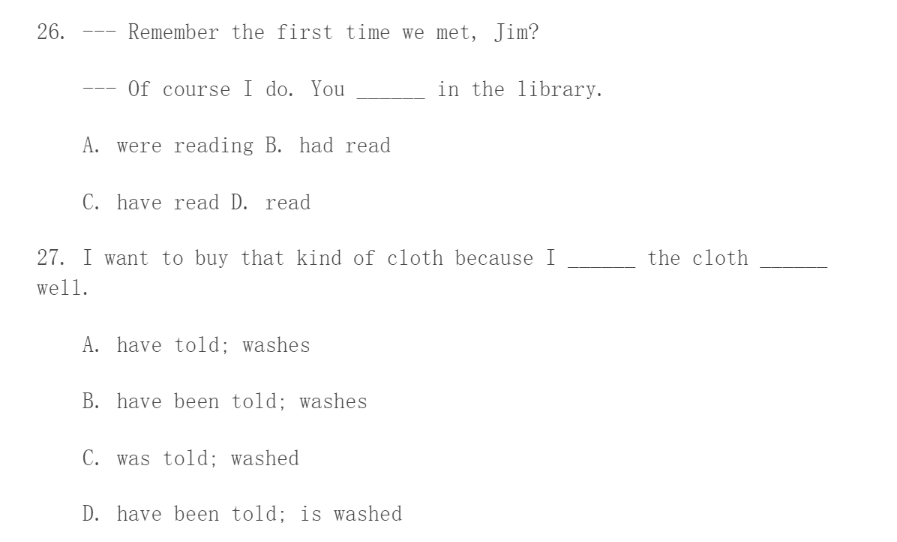 26. --- Remember the first time we met, Jim?
--- Of course I do. You ______ in the library.
A. were reading B. had read
C. have read D. read
27. I want to buy that kind of cloth because I ______ the cloth ______
well.
A. have told; washes
B. have been told; washes
C. was told; washed
D. have been told; is washed